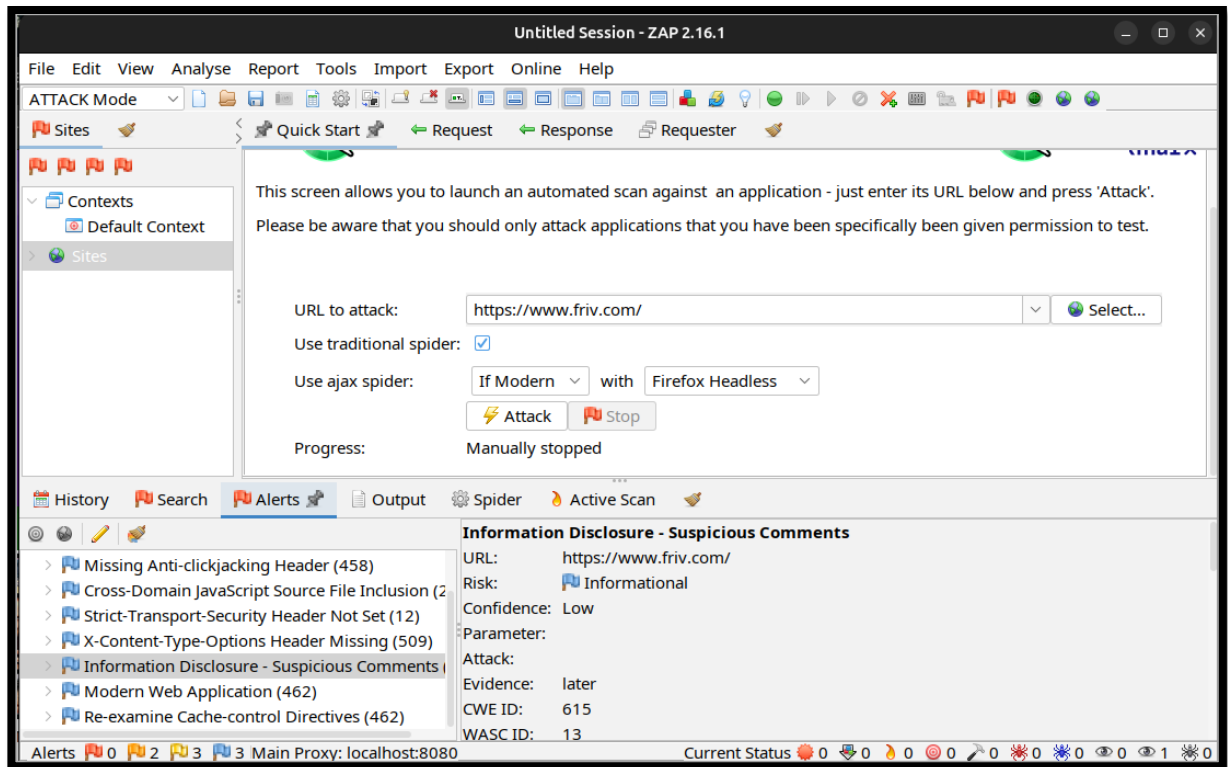 Untitled Session - ZAP 2.16.1
File Edit View Analyse Report Tools Import Export Online Help
ATTACK Mode
Sites
Quick Start Request Response Requester
This screen allows you to launch an automated scan against an application - just enter its URL below and press 'Attack'.
Please be aware that you should only attack applications that you have been specifically been given permission to test.
Contexts
Default Context
Sites
URL to attack: https://www.friv.com/ Select...
Use traditional spider:
Use ajax spider: If Modern with Firefox Headless
Attack Stop
Progress: Manually stopped
History Search Alerts Output Spider Active Scan
Missing Anti-clickjacking Header (458)
Cross-Domain JavaScript Source File Inclusion (2
Strict-Transport-Security Header Not Set (12)
X-Content-Type-Options Header Missing (509)
Information Disclosure - Suspicious Comments (
Modern Web Application (462)
Re-examine Cache-control Directives (462)
Information Disclosure - Suspicious Comments
URL: https://www.friv.com/
Risk: Informational
Confidence: Low
Parameter:
Attack:
Evidence: later
CWE ID: 615
WASC ID: 13
Alerts 0 2 3 3 Main Proxy: localhost:8080 Current Status 0 0 0 0 0 0 0 0 1 0